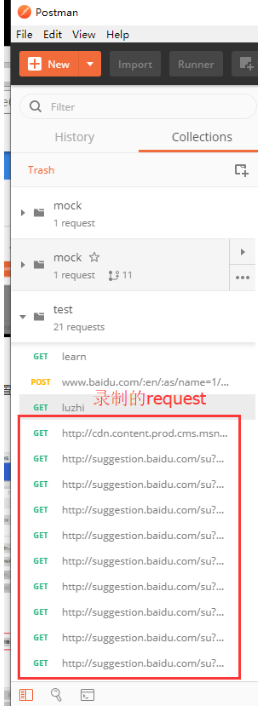 Postman
File Edit View Help
New Import Runner
Filter
History Collections
Trash
mock
1 request
mock
1 request 11
test
21 requests
GET learn
POST www.baidu.com/:en/:as/name=1/...
录制的request
GET luzhi
GET http://cdn.content.prod.cms.msn...
GET http://suggestion.baidu.com/su?...
GET http://suggestion.baidu.com/su?...
GET http://suggestion.baidu.com/su?...
GET http://suggestion.baidu.com/su?...
GET http://suggestion.baidu.com/su?...
GET http://suggestion.baidu.com/su?...
GET http://suggestion.baidu.com/su?...
GET http://suggestion.baidu.com/su?...
GET http://suggestion.baidu.com/su?...